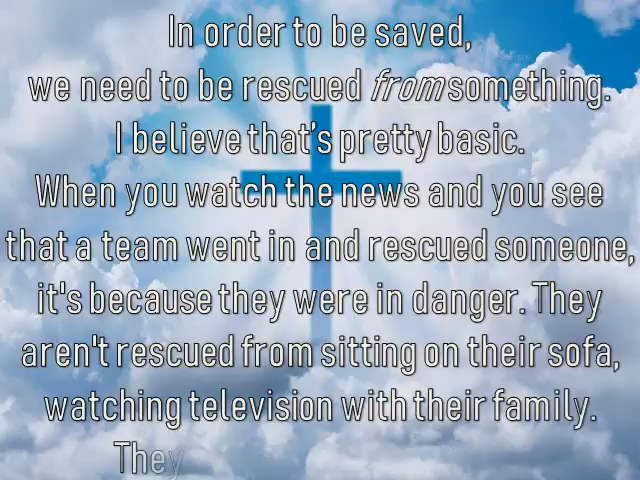 In order to be saved,
we need to be rescued from something.
I believe that's pretty basic.
When you watch the news and you see
that a team went in and rescued someone,
it's because they were in danger. They
aren't rescued from sitting on their sofa,
watching television with their family.
They